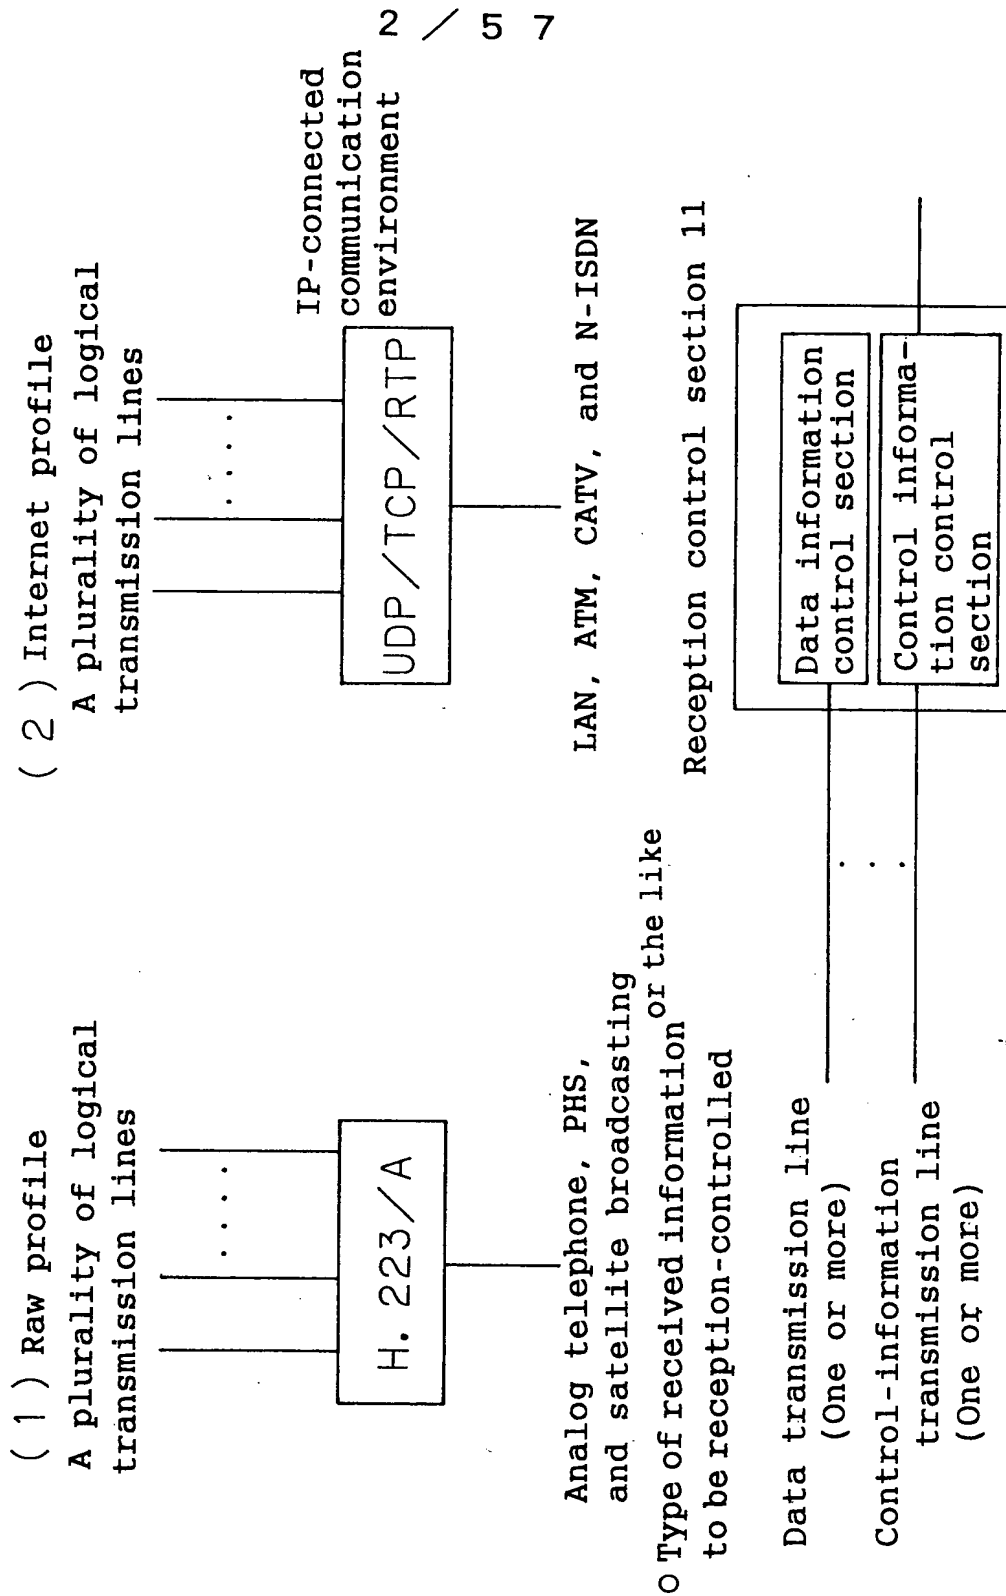 2 / 5 7
( 1 ) Raw profile
A plurality of logical
transmission lines
. . . . .
H. 223/A
Analog telephone, PHS,
and satellite broadcasting
or the like
( 2 ) Internet profile
A plurality of logical
transmission lines
. . . . .
IP-connected
communication
environment
UDP/TCP/RTP
LAN, ATM, CATV, and N-ISDN
○ Type of received information
to be reception-controlled
Reception control section 11
Data transmission line
(One or more)
. . .
Control-information
transmission line
(One or more)
Data information
control section
Control informa-
tion control
section